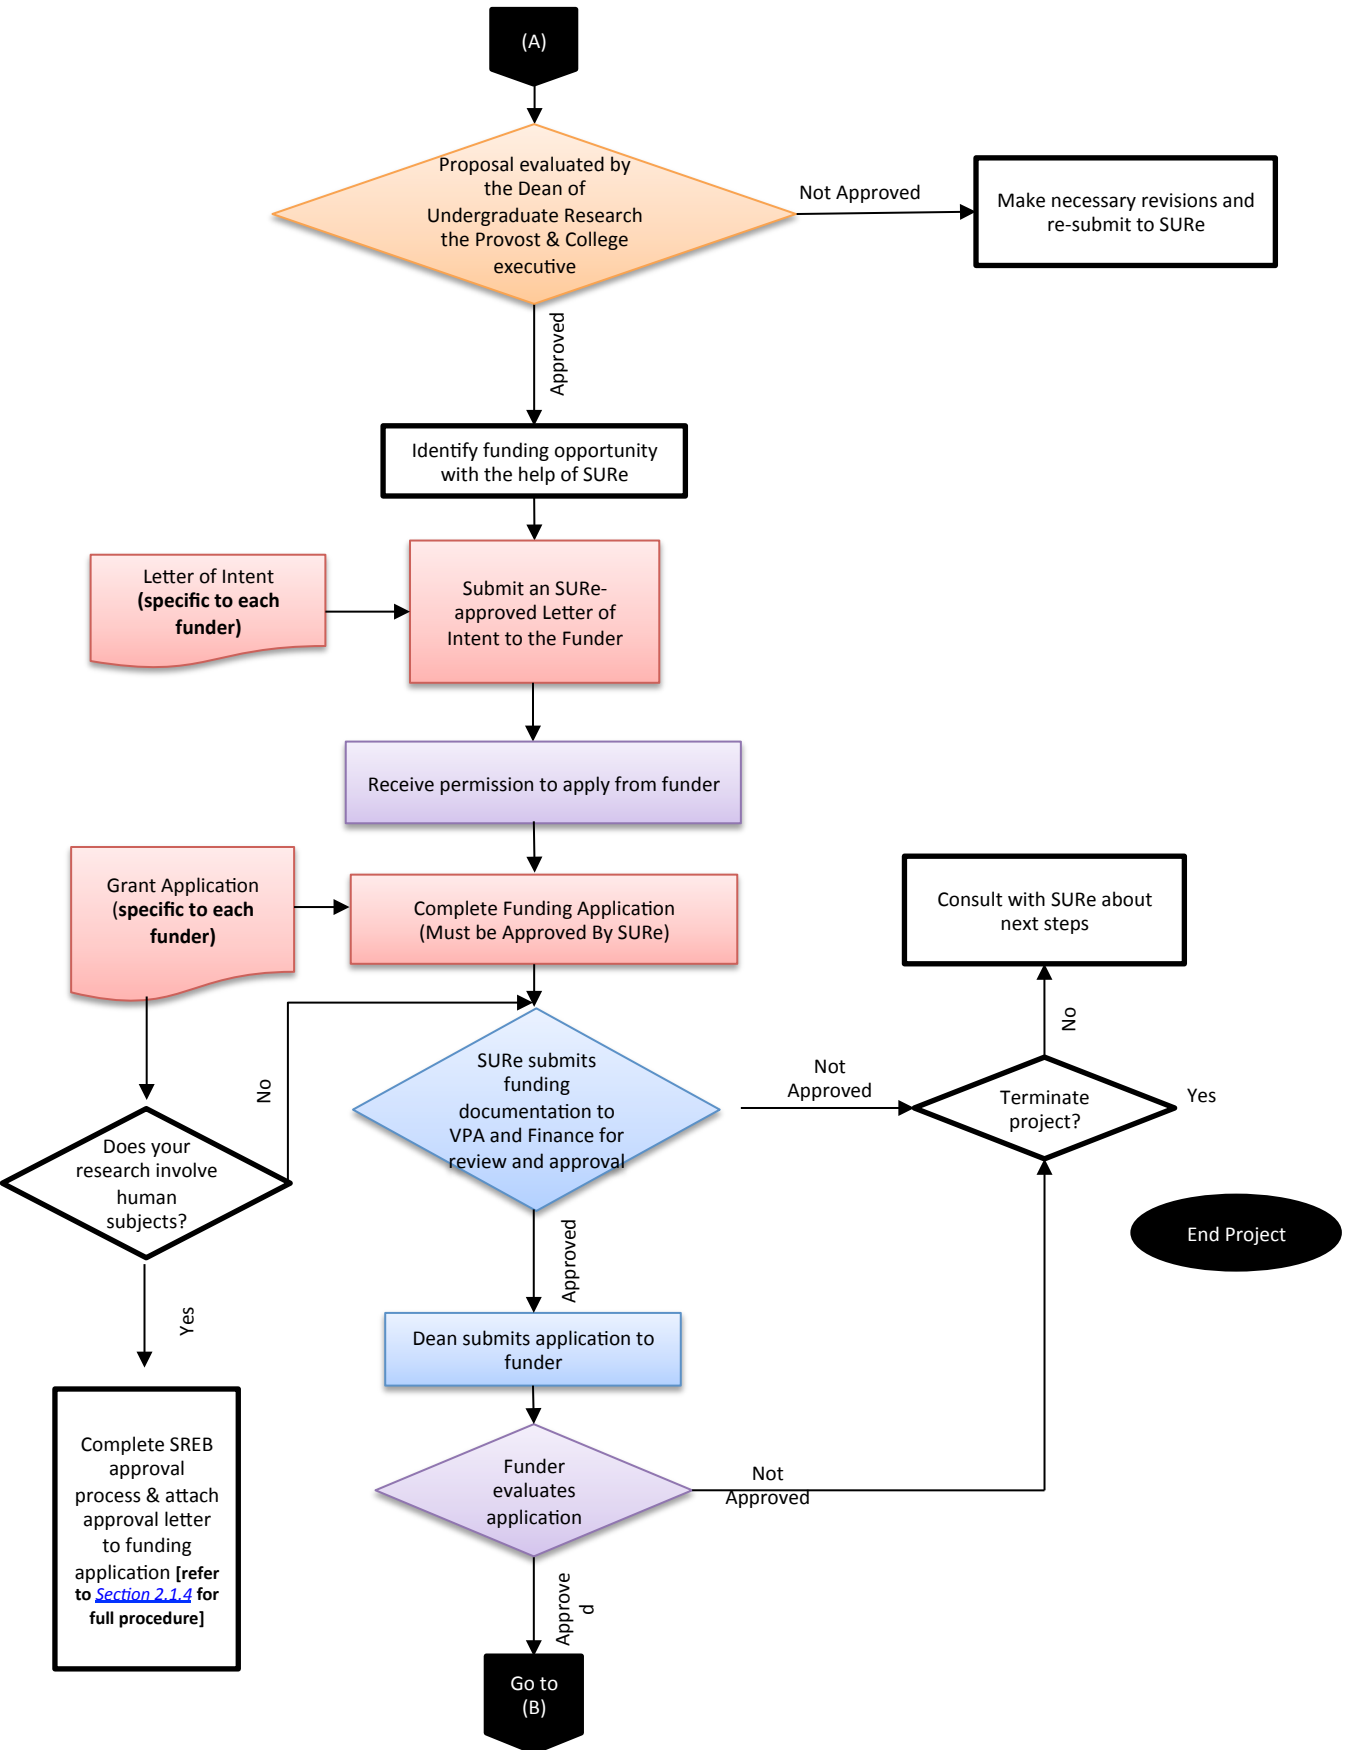 (A)
Proposal evaluated by
the Dean of
Undergraduate Research
the Provost & College
executive
Not Approved
Make necessary revisions and
re-submit to SURe
Approved
Identify funding opportunity
with the help of SURe
Letter of Intent
(specific to each
funder)
Submit an SURe-
approved Letter of
Intent to the Funder
Receive permission to apply from funder
Grant Application
(specific to each
funder)
Complete Funding Application
(Must be Approved By SURe)
Consult with SURe about
next steps
No
No
SURe submits
funding
documentation to
VPA and Finance for
review and approval
Not
Approved
Terminate
project?
Yes
Does your
research involve
human
subjects?
End Project
Approved
Yes
Dean submits application to
funder
Complete SREB
approval
process & attach
approval letter
to funding
application [refer
to Section 2.1.4 for
full procedure]
Funder
evaluates
application
Not
Approved
Approve
d
Go to
(B)